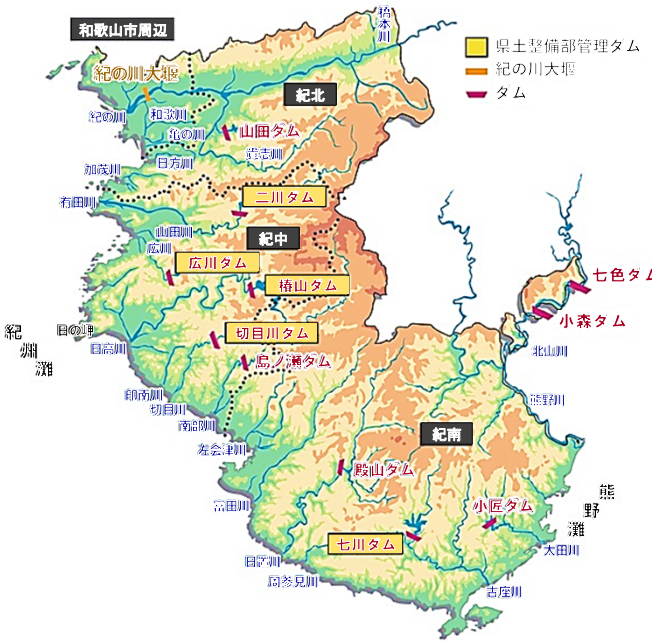 和歌山市周辺
橋本川
県土整備部管理ダム
紀の川大堰
ダム
紀の川大堰
紀北
紀の川
和歌川
亀の川
山田ダム
日方川
貴志川
加茂川
二川ダム
有田川
山田川
紀中
広川
広川ダム
椿山ダム
七色ダム
小森ダム
日の岬
切目川ダム
日高川
島ノ瀬ダム
北山川
紀州灘
印南川
切目川
熊野川
南部川
紀南
左会津川
殿山ダム
富田川
小匠ダム
熊野灘
七川ダム
大田川
日置川
周参見川
古座川